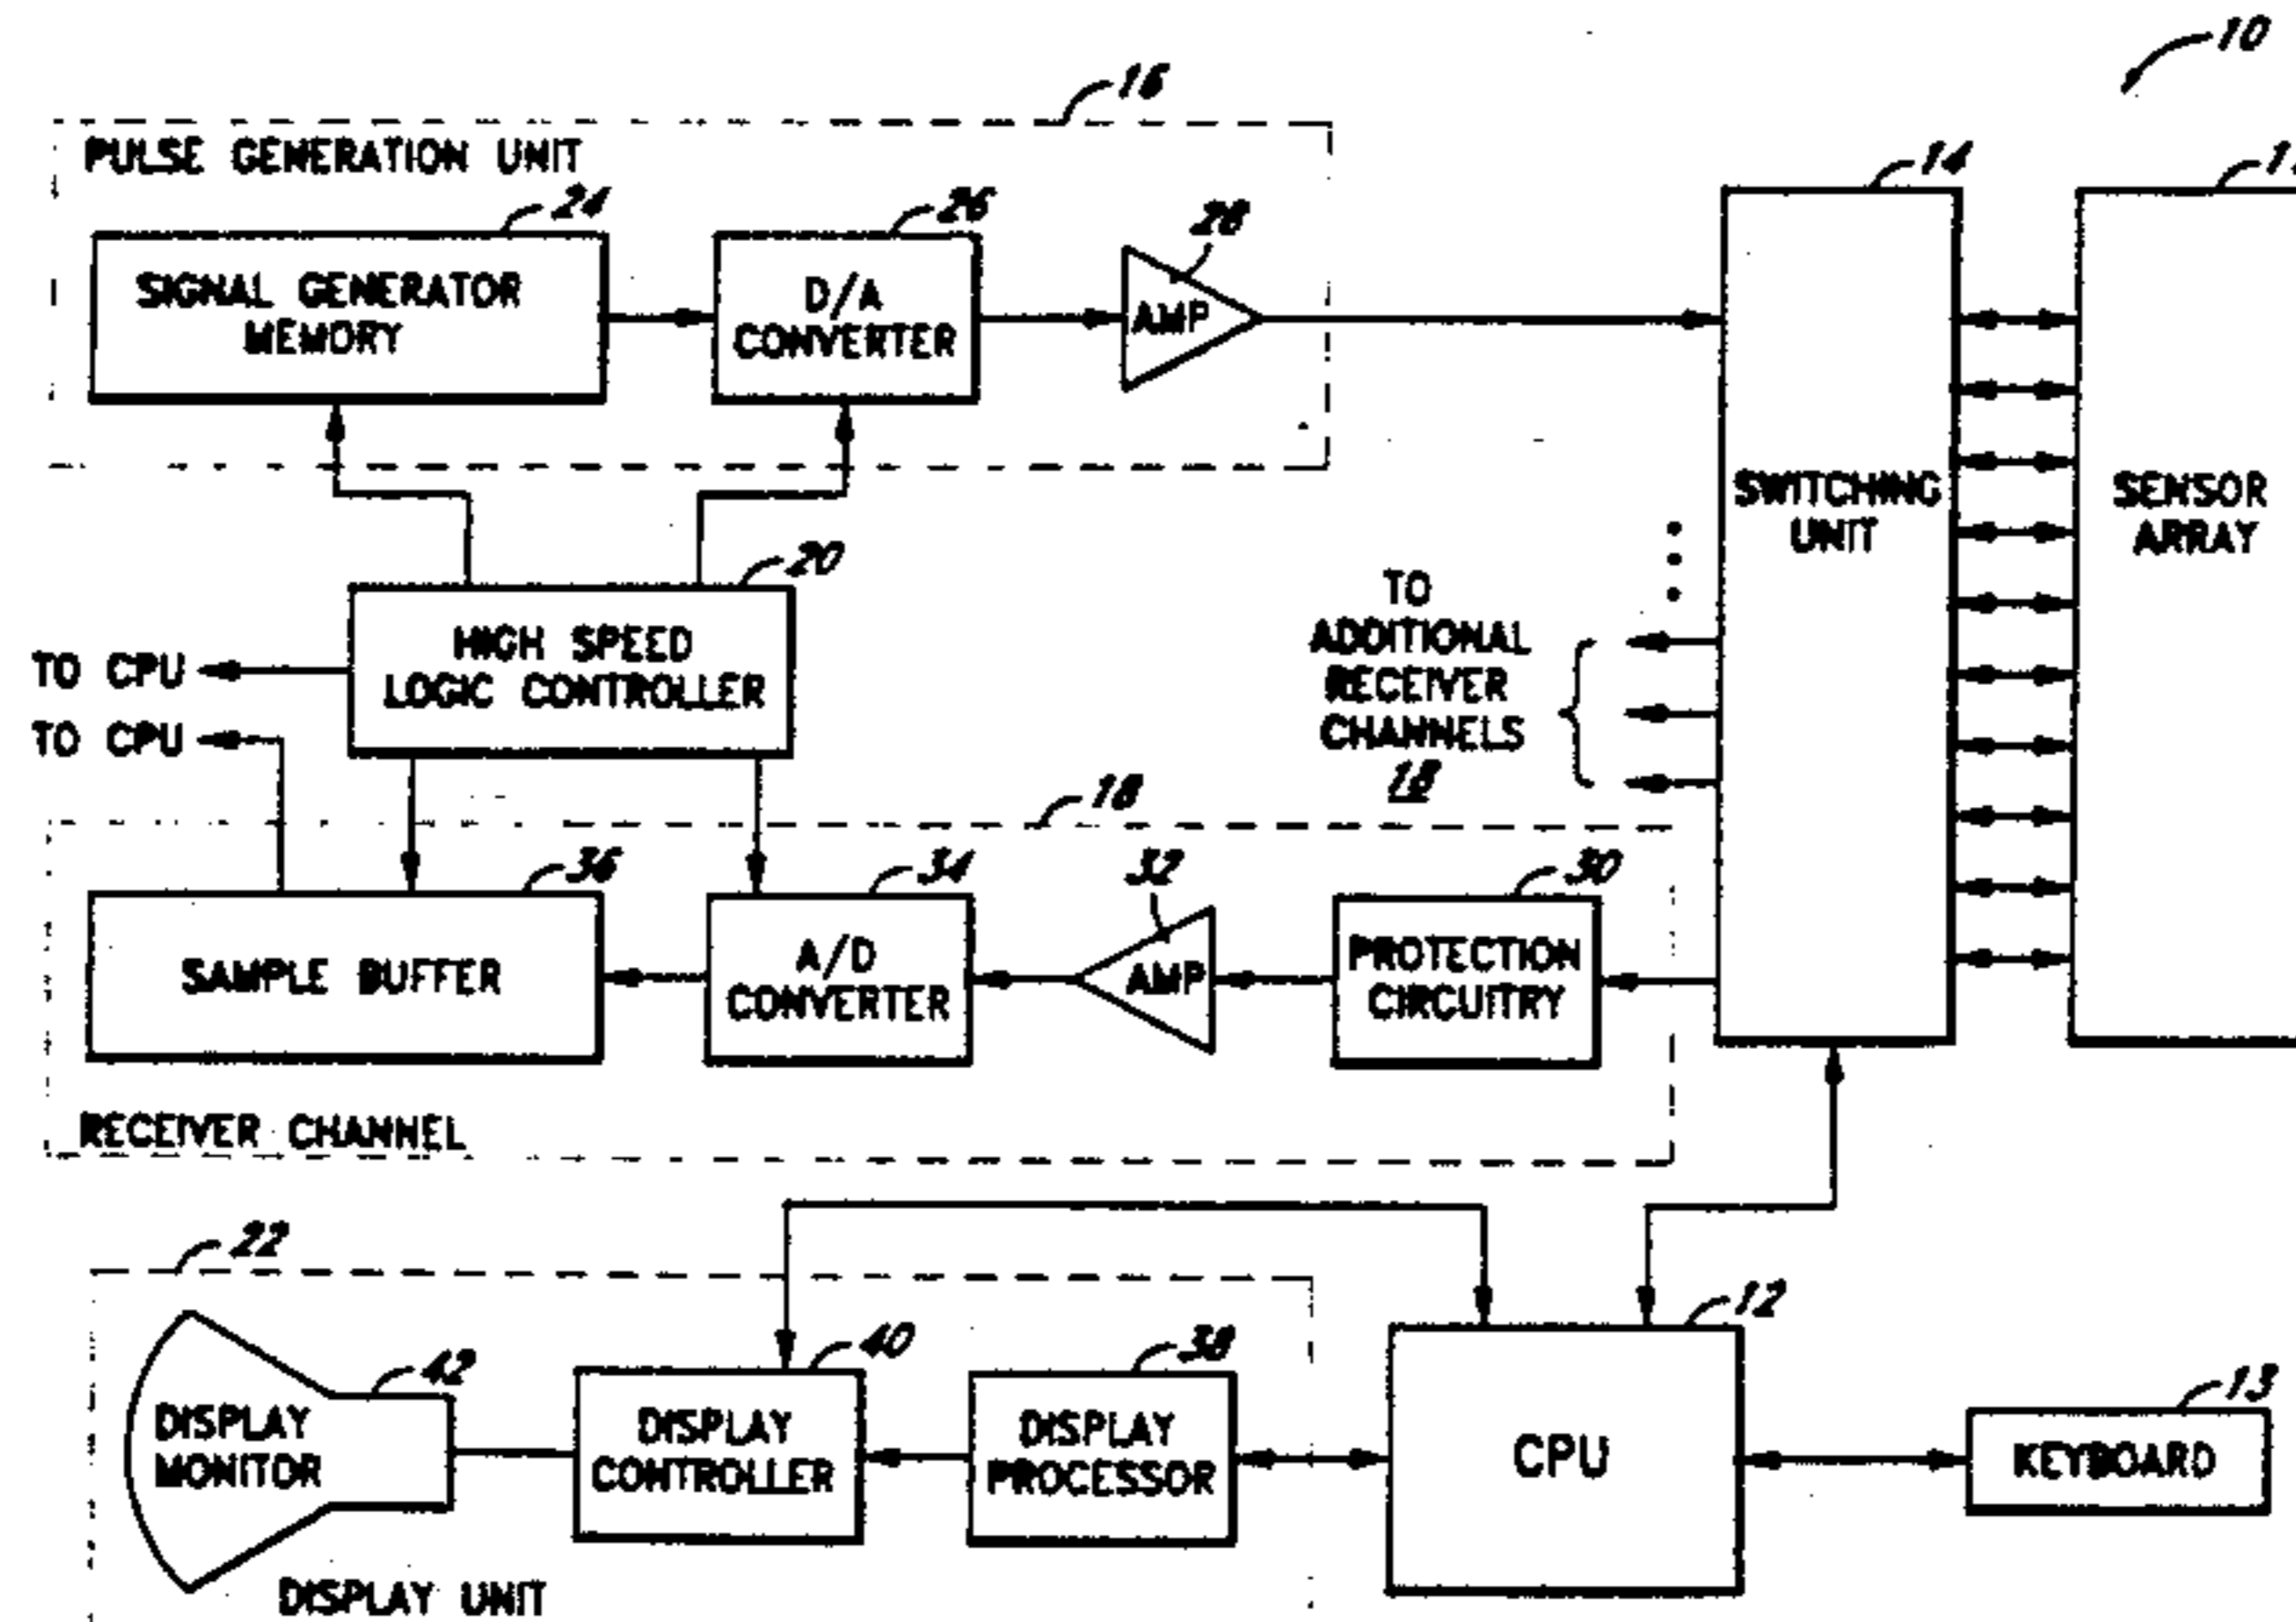 10
16
PULSE GENERATION UNIT
14
24
26
28
SIGNAL GENERATOR
MEMORY
D/A
CONVERTER
AMP
SWITCHING
UNIT
SENSOR
ARRAY
20
HIGH SPEED
LOGIC CONTROLLER
TO CPU
TO CPU
TO
ADDITIONAL
RECEIVER
CHANNELS
18
18
36
34
32
30
SAMPLE BUFFER
A/D
CONVERTER
AMP
PROTECTION
CIRCUITRY
RECEIVER CHANNEL
22
12
40
38
42
13
DISPLAY
MONITOR
DISPLAY
CONTROLLER
DISPLAY
PROCESSOR
CPU
KEYBOARD
DISPLAY UNIT